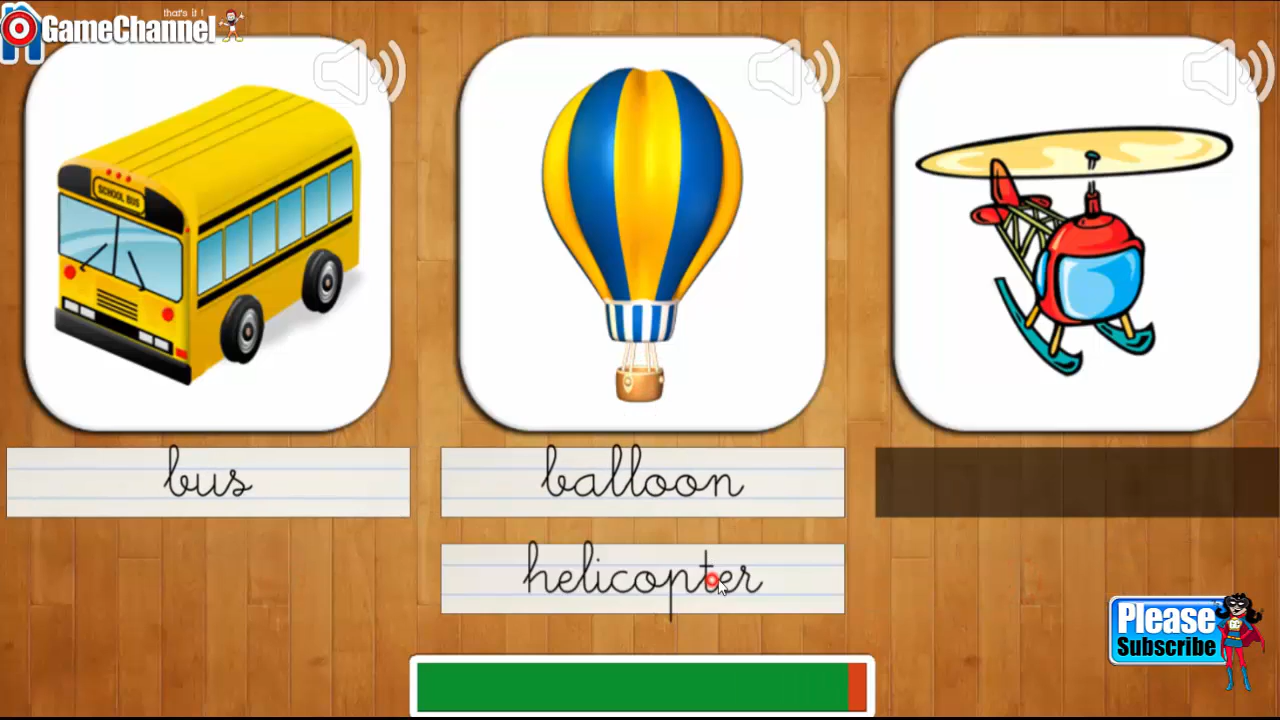 that's it !
GameChannel
SCHOOL BUS
bus
balloon
helicopter
Please
Subscribe